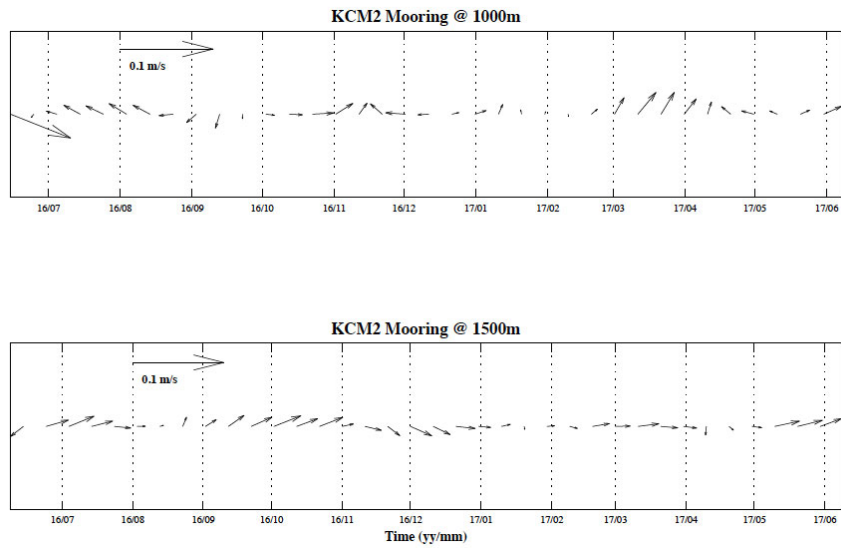 KCM2 Mooring @ 1000m
0.1 m/s
16/07 16/08 16/09 16/10 16/11 16/12 17/01 17/02 17/03 17/04 17/05 17/06
KCM2 Mooring @ 1500m
0.1 m/s
16/07 16/08 16/09 16/10 16/11 16/12 17/01 17/02 17/03 17/04 17/05 17/06
Time (yy/mm)